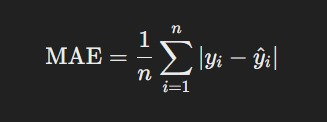 MAE = \frac{1}{n} \sum_{i=1}^{n} |y_i - \hat{y}_i|